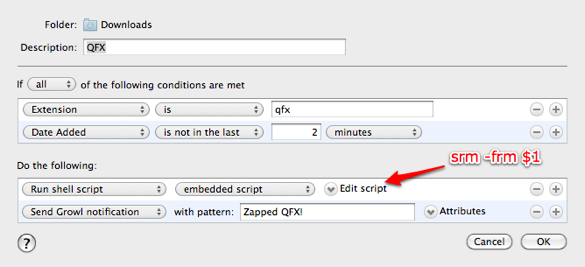 Folder: Downloads
Description: QFX
If all of the following conditions are met
Extension is qfx
Date Added is not in the last 2 minutes
Do the following:
srm -frm $1
Run shell script embedded script Edit script
Send Growl notification with pattern: Zapped QFX! Attributes
? Cancel OK